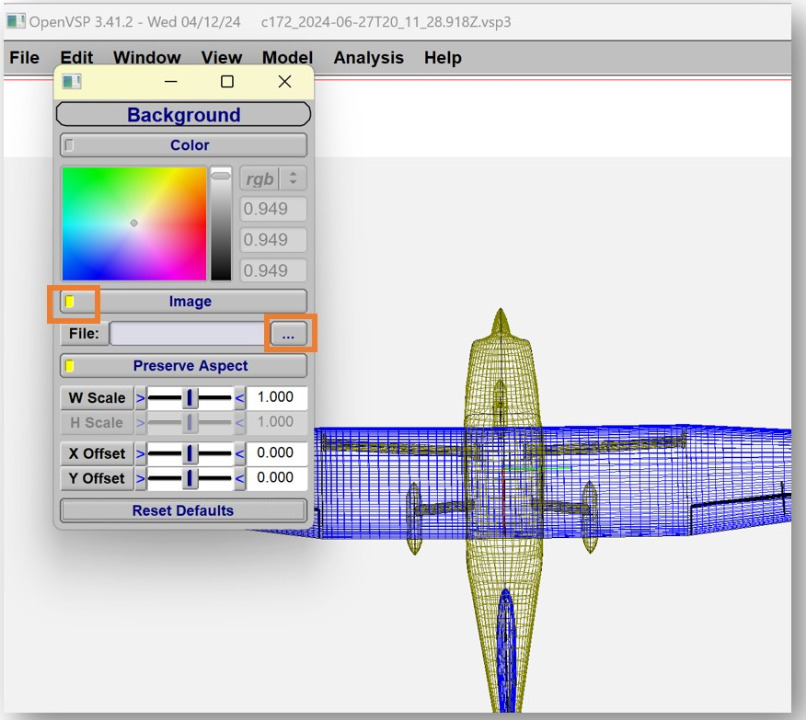 OpenVSP 3.41.2 - Wed 04/12/24 c172_2024-06-27T20_11_28.918Z.vsp3
File Edit Window View Model Analysis Help
Background
Color
rgb
0.949
0.949
0.949
Image
File: ...
Preserve Aspect
W Scale > < 1.000
H Scale > < 1.000
X Offset > < 0.000
Y Offset > < 0.000
Reset Defaults